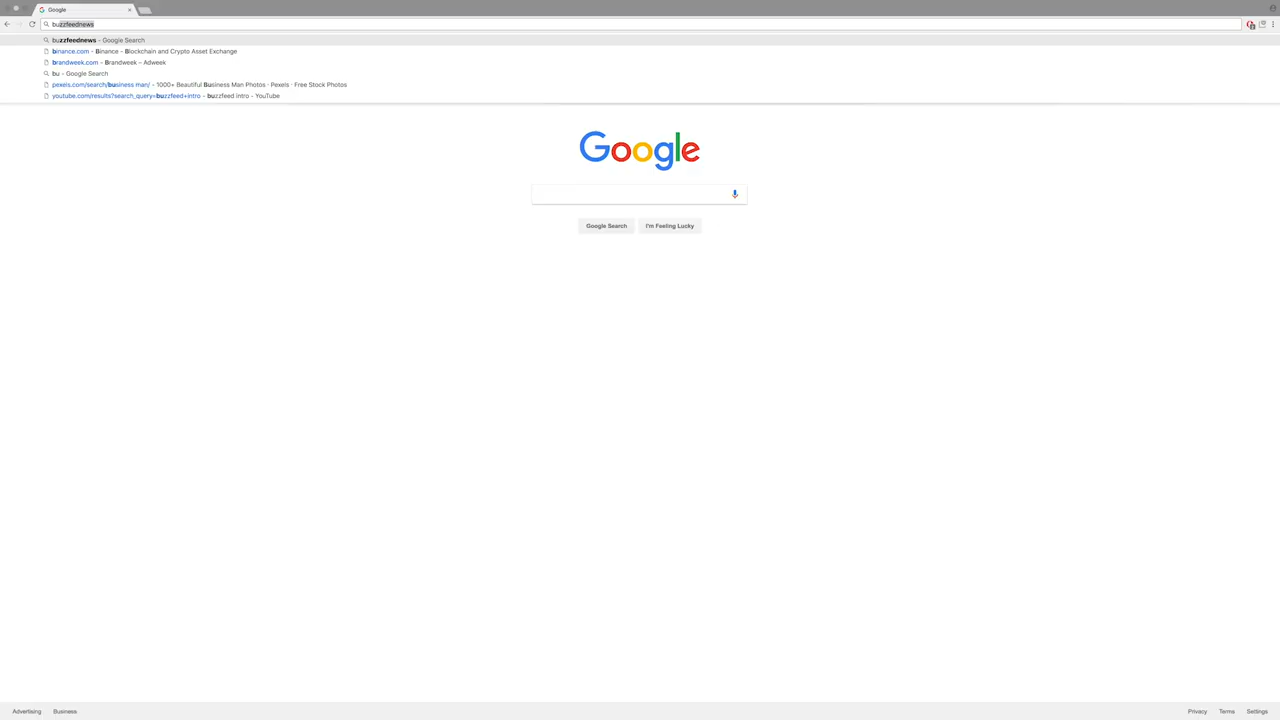 Google
buzzfeednews
buzzfeednews - Google Search
binance.com - Binance - Blockchain and Crypto Asset Exchange
brandweek.com - Brandweek – Adweek
bu - Google Search
pexels.com/search/business man/ - 1000+ Beautiful Business Man Photos · Pexels · Free Stock Photos
youtube.com/results?search_query=buzzfeed+intro - buzzfeed intro - YouTube
Google
Google Search I'm Feeling Lucky
Advertising Business Privacy Terms Settings